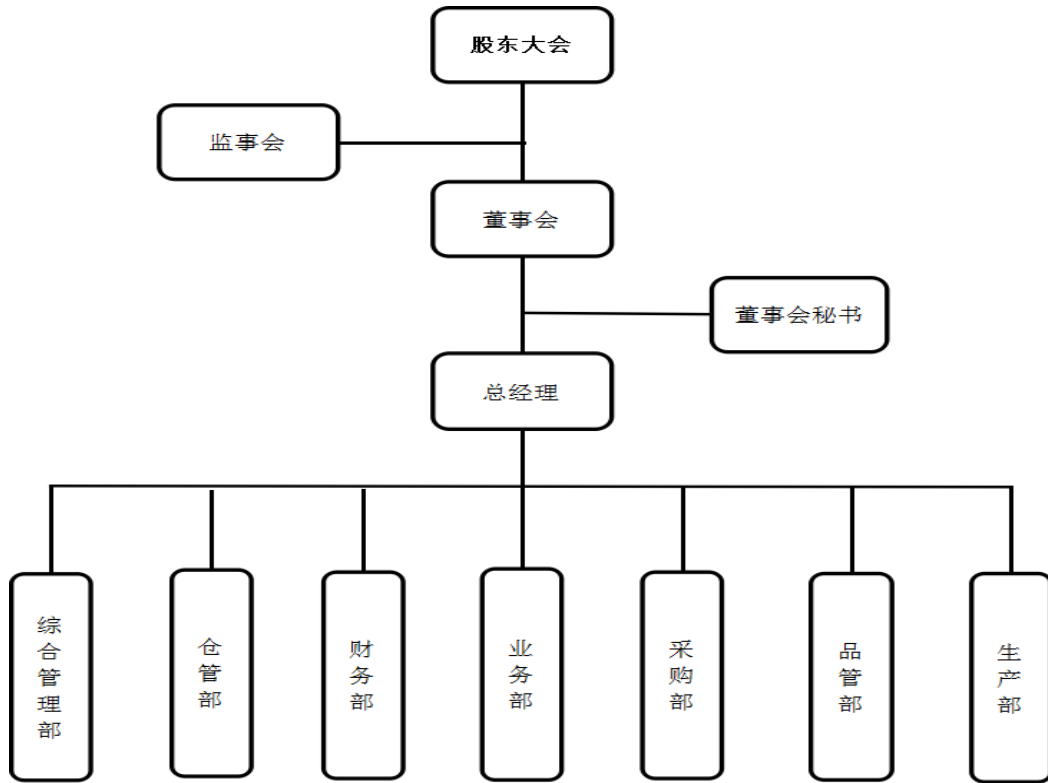 股东大会
监事会
董事会
董事会秘书
总经理
综合管理部
仓管部
财务部
业务部
采购部
品管部
生产部